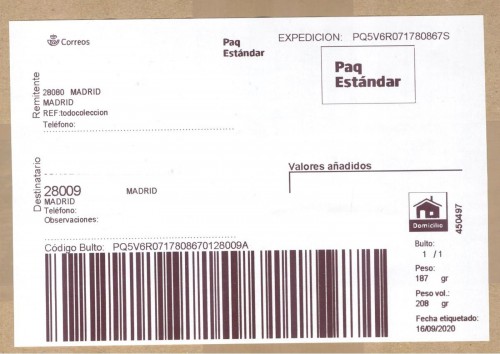 Correos
Paq
Estándar
EXPEDICION: PQ5V6R071780867S
Paq
Estándar
Remitente
28080 MADRID
MADRID
REF:todocoleccion
Teléfono:
Destinatario
Valores añadidos
28009 MADRID
MADRID
Teléfono:
Observaciones:
Domicilio
450497
Código Bulto: PQ5V6R0717808670128009A
Bulto:
1 /1
Peso:
187 gr
Peso vol.:
208 gr
Fecha etiquetado:
16/09/2020